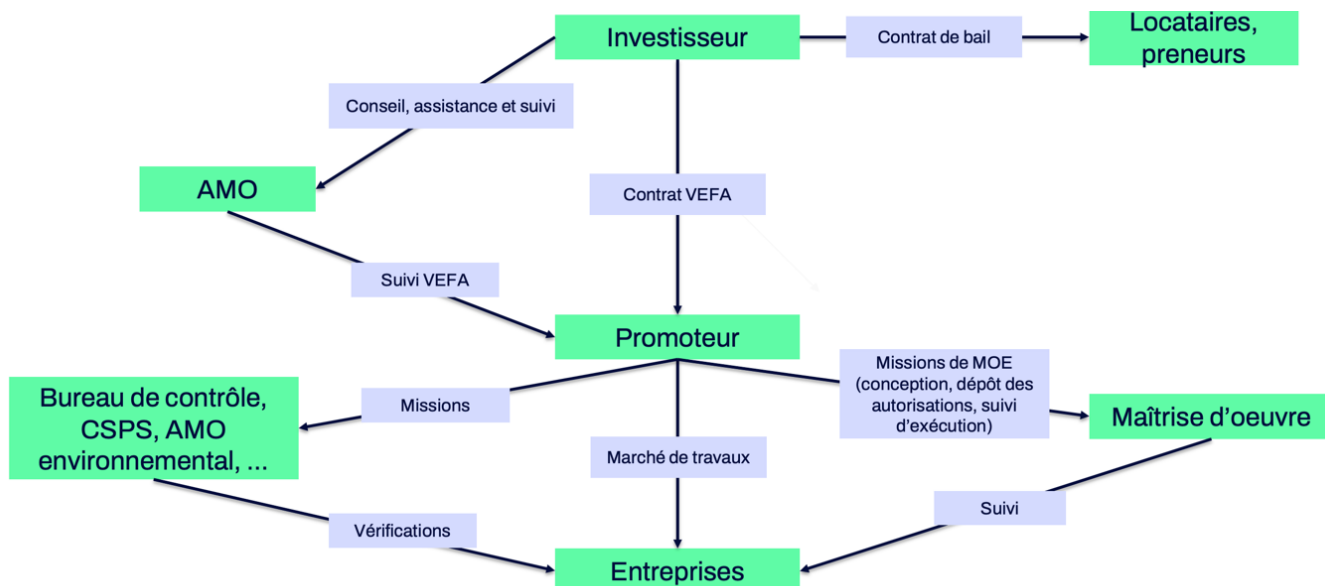 Investisseur
Contrat de bail
Locataires,
preneurs
Conseil, assistance et suivi
AMO
Contrat VEFA
Suivi VEFA
Promoteur
Bureau de contrôle,
CSPS, AMO
environnemental, ...
Missions
Missions de MOE
(conception, dépôt des
autorisations, suivi
d'exécution)
Maîtrise d'oeuvre
Marché de travaux
Vérifications
Suivi
Entreprises